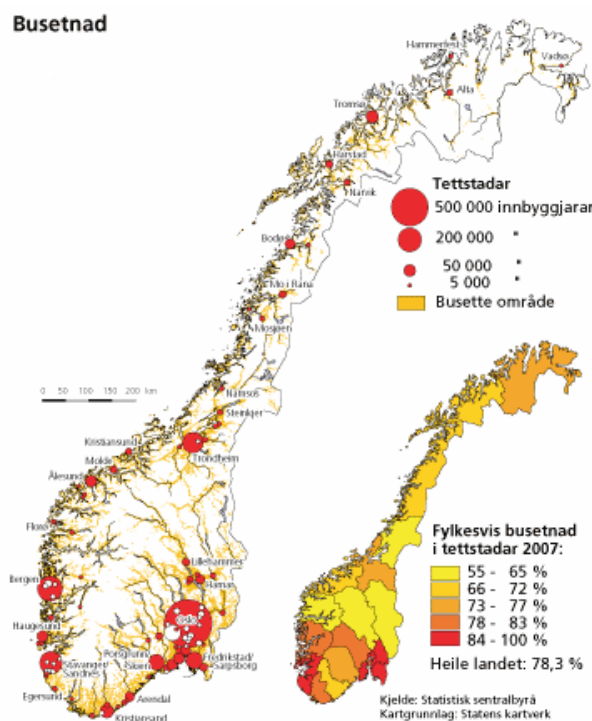 Busetnad
Hammerfest
Vadsø
Alta
Tromsø
Harstad
Narvik
Tettstadar
500 000 innbyggjarar
200 000 "
50 000 "
5 000 "
Busette område
Bodø
Mo i Rana
Mosjøen
0 50 100 150 200 km
Namsos
Steinkjer
Kristiansund
Trondheim
Molde
Ålesund
Florø
Lillehammer
Hamar
Bergen
Oslo
Haugesund
Porsgrunn/
Skien
Fredrikstad/
Sarpsborg
Stavanger/
Sandnes
Egersund
Arendal
Kristiansund
Fylkesvis busetnad
i tettstadar 2007:
55 - 65 %
66 - 72 %
73 - 77 %
78 - 83 %
84 - 100 %
Heile landet: 78,3 %
Kjelde: Statistisk sentralbyrå
Kartgrunnlag: Statens kartverk